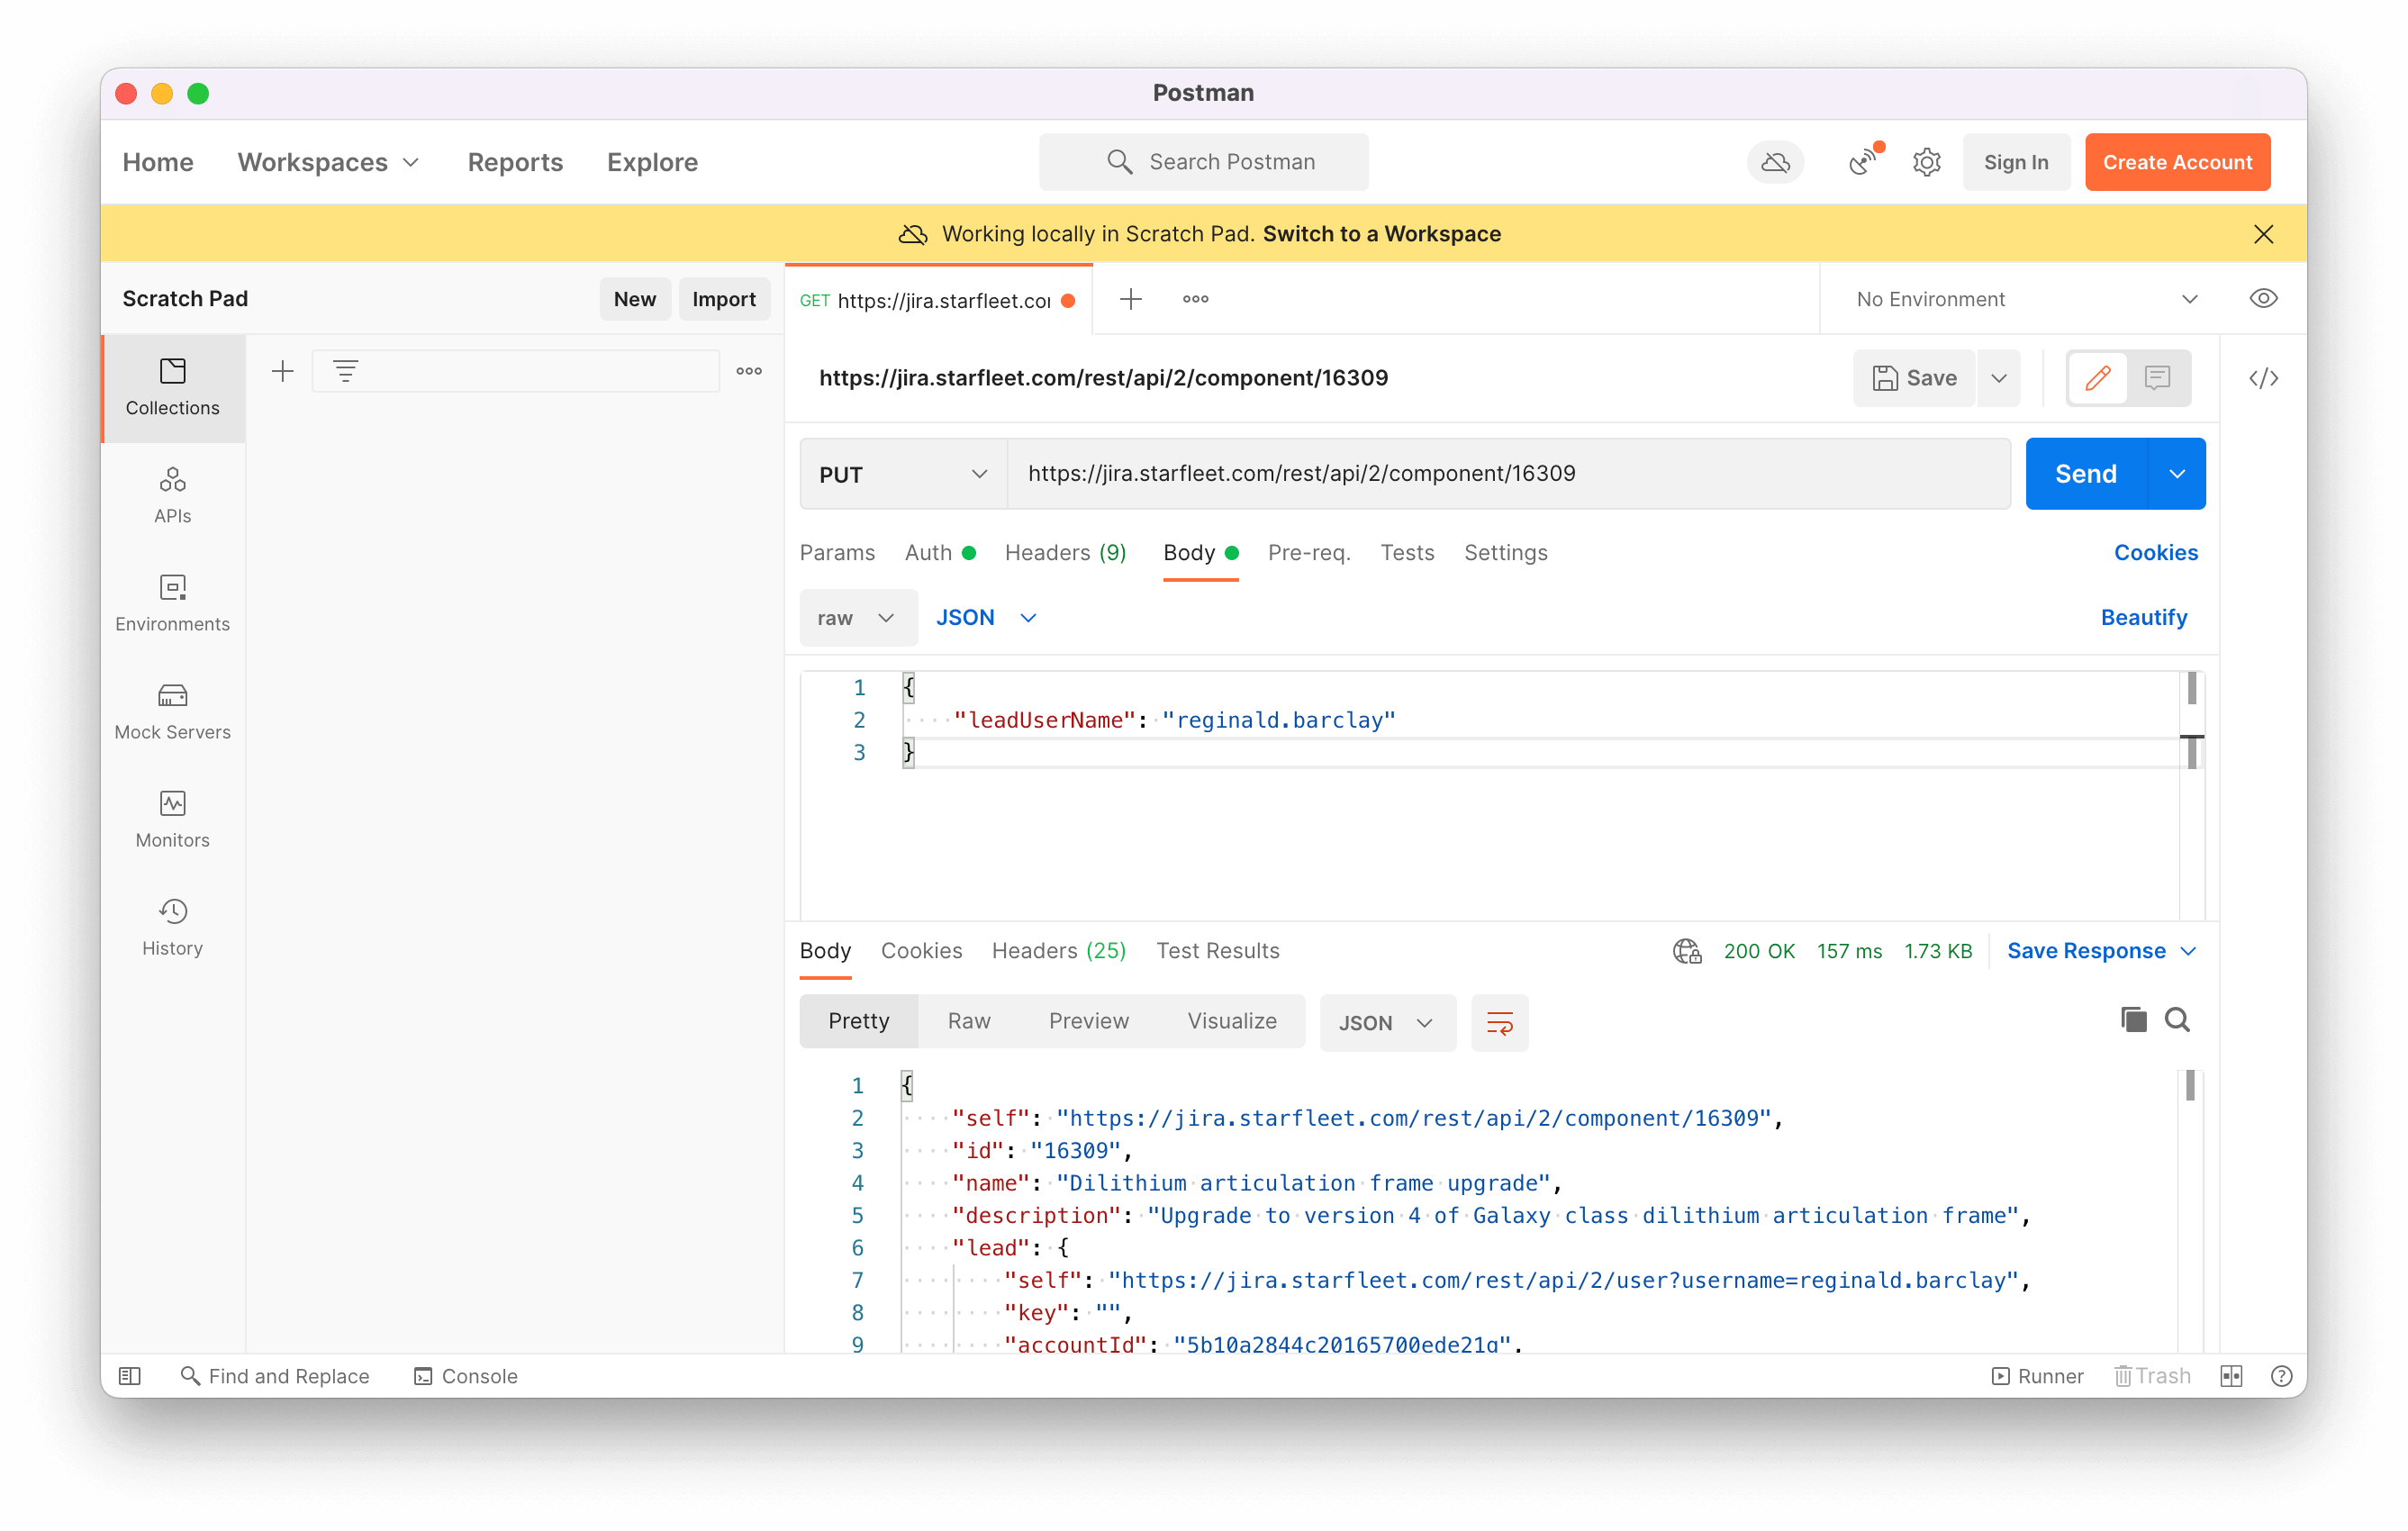 Postman
Home Workspaces Reports Explore Search Postman Sign In Create Account
Working locally in Scratch Pad. Switch to a Workspace
Scratch Pad New Import
GET https://jira.starfleet.co No Environment
Collections
APIs
Environments
Mock Servers
Monitors
History
https://jira.starfleet.com/rest/api/2/component/16309 Save
PUT https://jira.starfleet.com/rest/api/2/component/16309 Send
Params Auth Headers (9) Body Pre-req. Tests Settings Cookies
raw JSON Beautify
1 {
2 "leadUserName": "reginald.barclay"
3 }
Body Cookies Headers (25) Test Results 200 OK 157 ms 1.73 KB Save Response
Pretty Raw Preview Visualize JSON
1 {
2 "self": "https://jira.starfleet.com/rest/api/2/component/16309",
3 "id": "16309",
4 "name": "Dilithium articulation frame upgrade",
5 "description": "Upgrade to version 4 of Galaxy class dilithium articulation frame",
6 "lead": {
7 "self": "https://jira.starfleet.com/rest/api/2/user?username=reginald.barclay",
8 "key": "",
9 "accountId": "5b10a2844c20165700ede21g",
Find and Replace Console Runner Trash